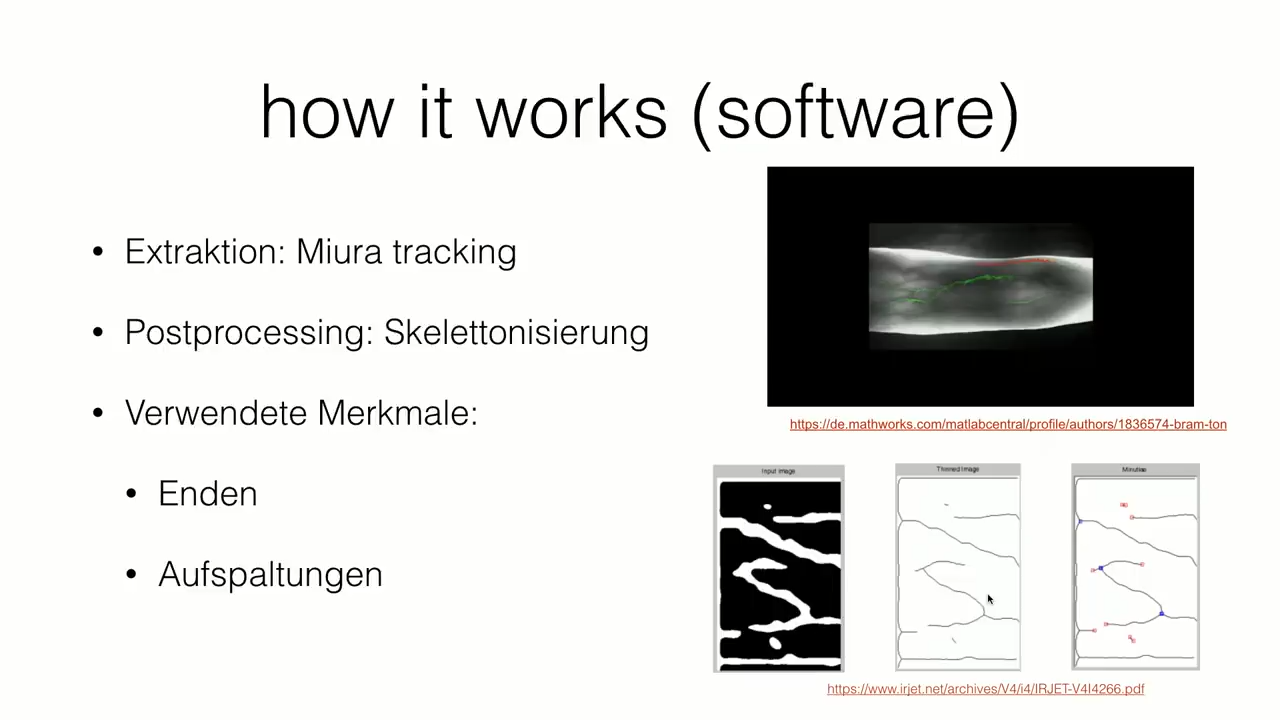 how it works (software)
• Extraktion: Miura tracking
• Postprocessing: Skelettonisierung
• Verwendete Merkmale:
• Enden
• Aufspaltungen
https://de.mathworks.com/matlabcentral/profile/authors/1836574-bram-ton
Input Image
Thinned Image
Minutiae
https://www.irjet.net/archives/V4/i4/IRJET-V4I4266.pdf